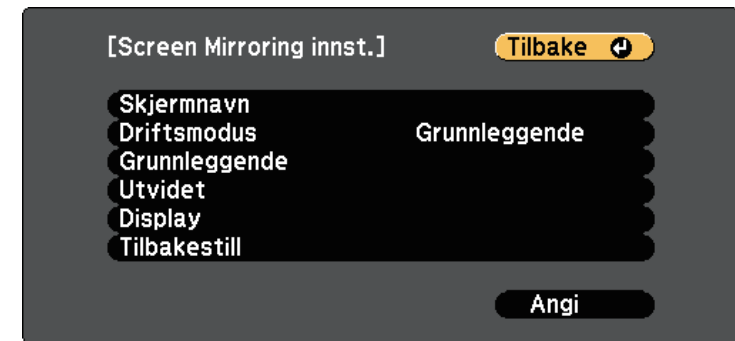 [Screen Mirroring innst.] Tilbake
Skjermnavn
Driftsmodus Grunnleggende
Grunnleggende
Utvidet
Display
Tilbakestill
Angi